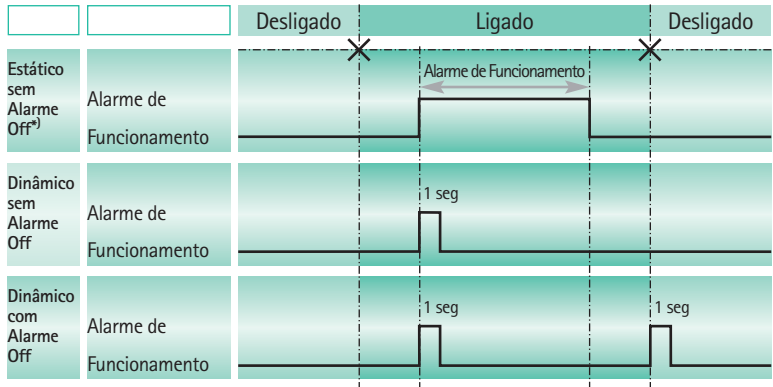 Desligado Ligado Desligado
Estático
sem
Alarme
Off*)
Alarme de
Funcionamento
Alarme de Funcionamento
Dinâmico
sem
Alarme
Off
Alarme de
Funcionamento
1 seg
Dinâmico
com
Alarme
Off
Alarme de
Funcionamento
1 seg 1 seg